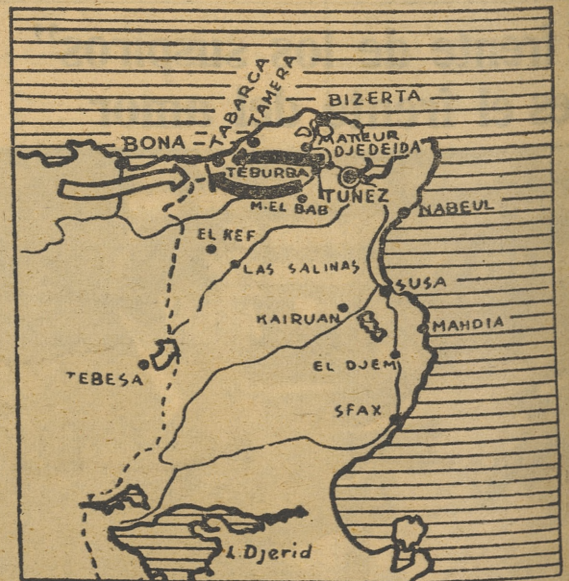 BIZERTA
TABARCA
TAMERA
BONA
MATEUR
DJEDEIDA
TEBURBA
TUNEZ
M.EL BAB
NABEUL
EL KEF
LAS SALINAS
SUSA
KAIRUAN
MAHDIA
TEBESA
EL DJEM
SFAX
L. Djerid